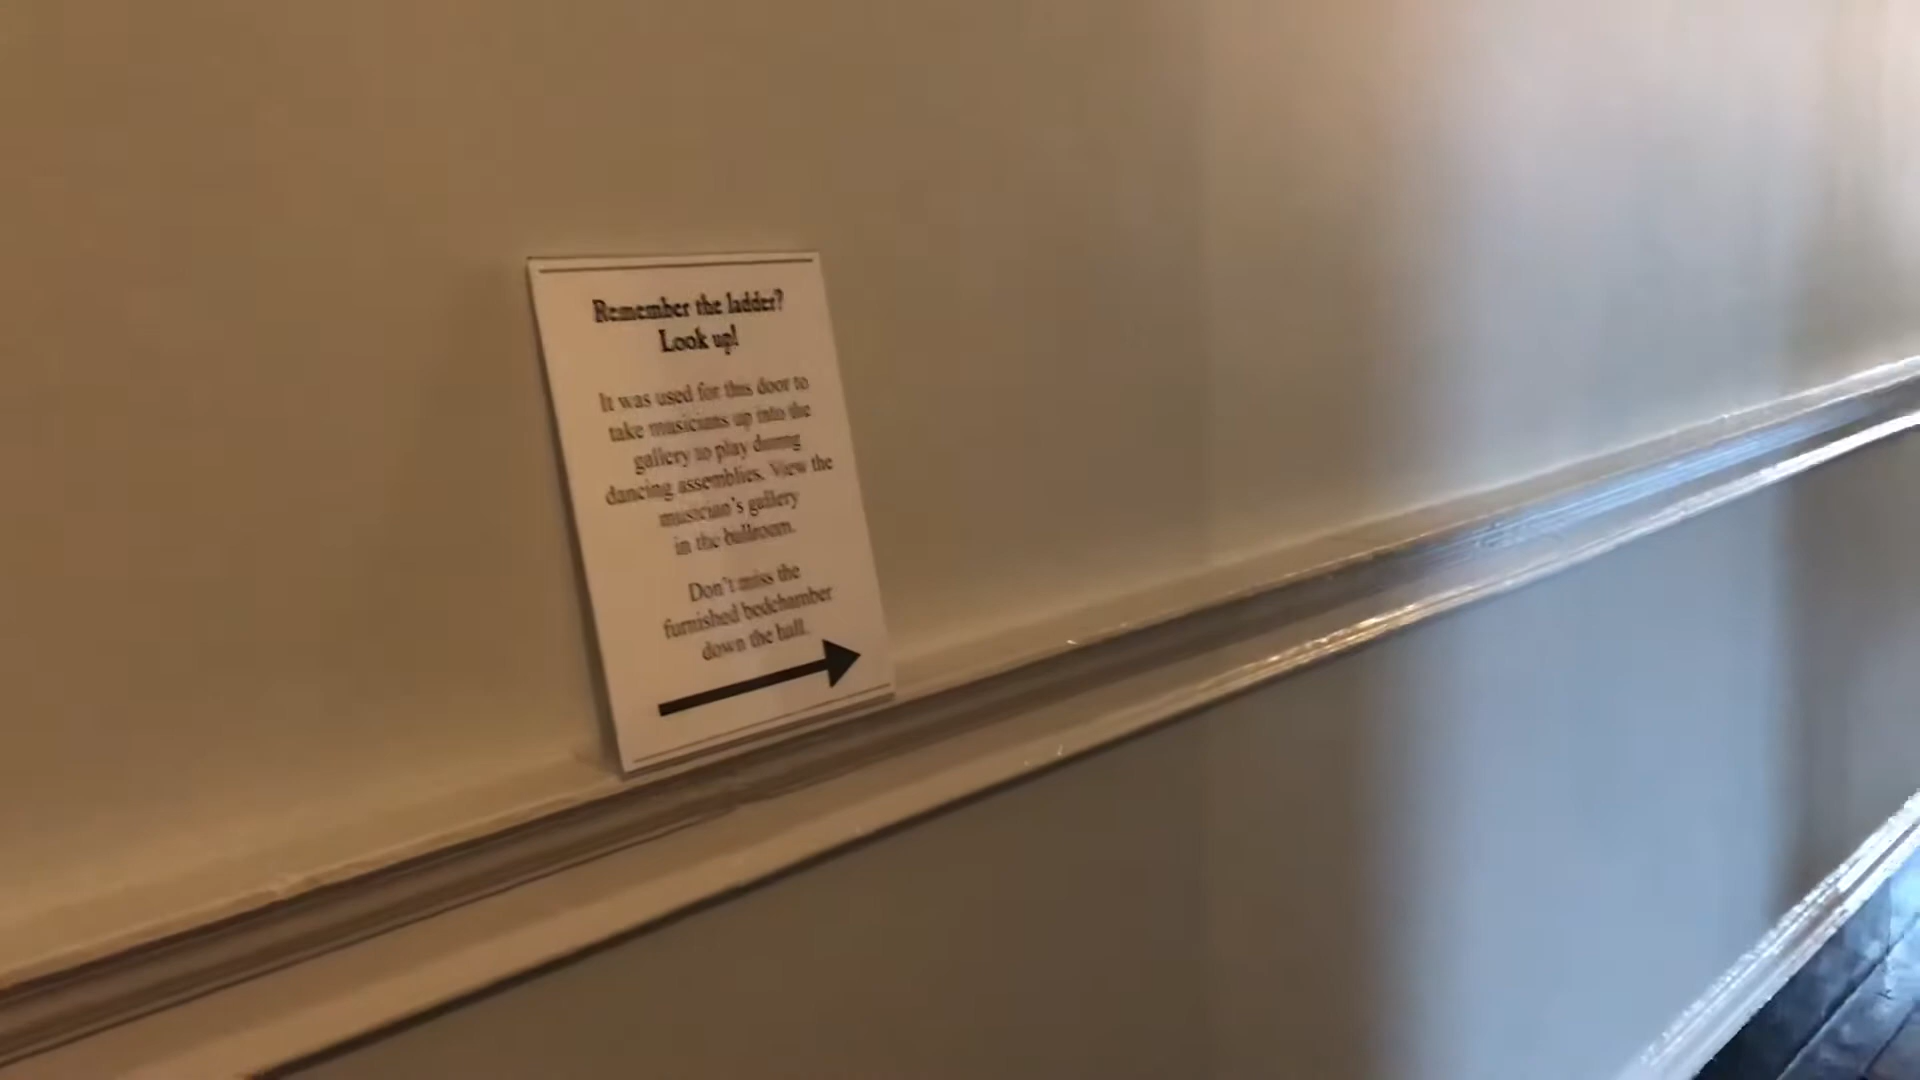 Remember the ladder?
Look up!
It was used for this door to
take musicians up into the
gallery to play during
dancing assemblies. View the
musician's gallery
in the ballroom.
Don't miss the
furnished bedchamber
down the hall.